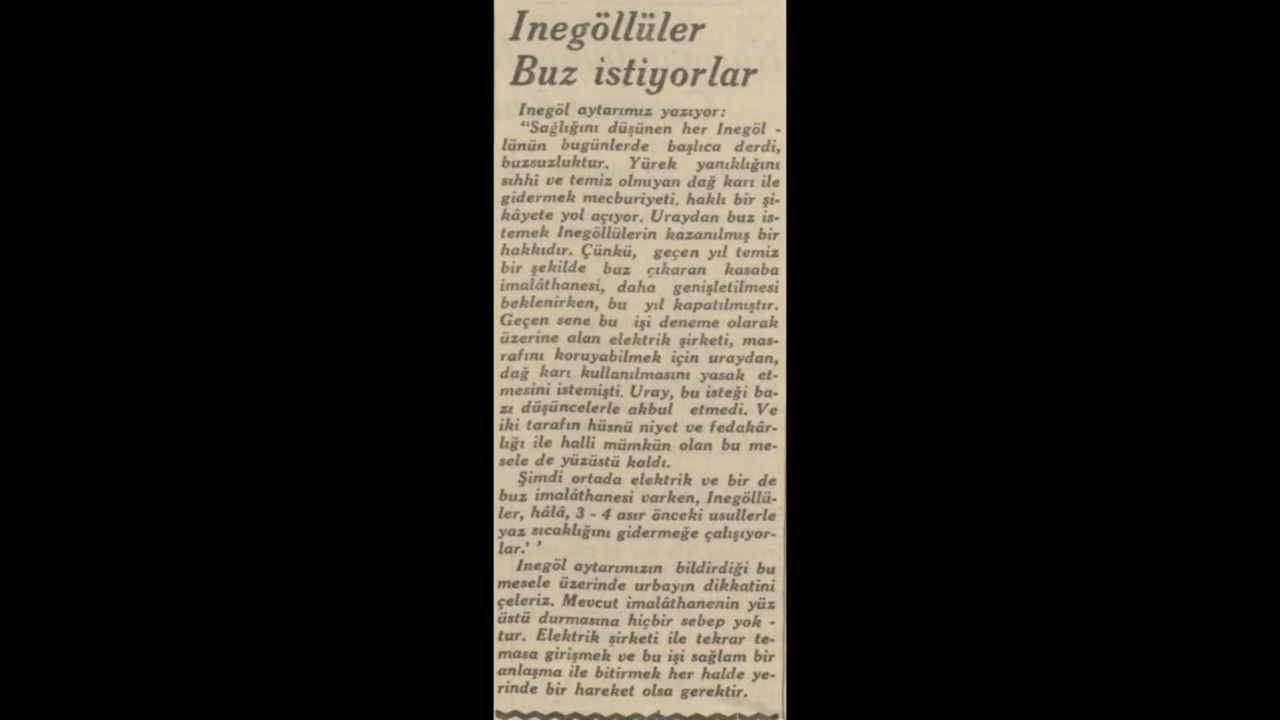 Inegöllüler
Buz istiyorlar
Inegöl aytarımız yazıyor:
"Sağlığını düşünen her Inegöl -
lünün bugünlerde başlıca derdi,
buzsuzluktur. Yürek yanıklığını
sıhhî ve temiz olmıyan dağ karı ile
gidermek mecburiyeti, haklı bir şi-
kâyete yol açıyor. Uraydan buz is-
temek Inegöllülerin kazanılmış bir
hakkıdır. Çünkü, geçen yıl temiz
bir şekilde buz çıkaran kasaba
imalâthanesi, daha genişletilmesi
beklenirken, bu yıl kapatılmıştır.
Geçen sene bu işi deneme olarak
üzerine alan elektrik şirketi, mas-
rafını koruyabilmek için uraydan,
dağ karı kullanılmasını yasak et-
mesini istemişti. Uray, bu isteği ba-
zı düşüncelerle akbul etmedi. Ve
iki tarafın hüsnü niyet ve fedakâr-
lığı ile halli mümkün olan bu me-
sele de yüzüstü kaldı.
Şimdi ortada elektrik ve bir de
buz imalâthanesi varken, Inegöllü-
ler, hâlâ, 3 - 4 asır önceki usullerle
yaz sıcaklığını gidermeğe çalışıyor-
lar.' '
Inegöl aytarımızın bildirdiği bu
mesele üzerinde urbayın dikkatini
çeleriz. Mevcut imalâthanenin yüz
üstü durmasına hiçbir sebep yok -
tur. Elektrik şirketi ile tekrar te-
masa girişmek ve bu işi sağlam bir
anlaşma ile bitirmek her halde ye-
rinde bir hareket olsa gerektir.